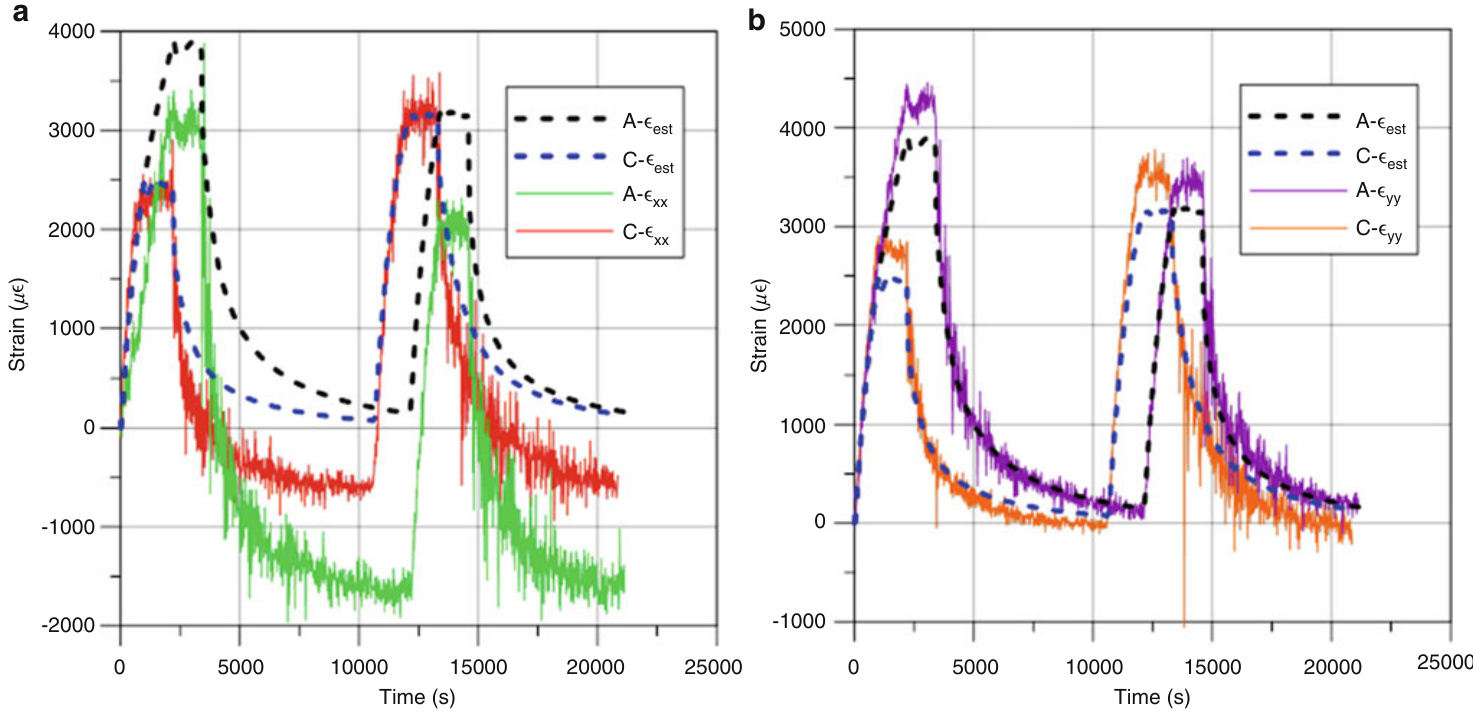 a
4000
3000
2000
1000
0
-1000
-2000
Strain (με)
0 5000 10000 15000 20000 25000
Time (s)
A-ϵest
C-ϵest
A-ϵxx
C-ϵxx
b
5000
4000
3000
2000
1000
0
-1000
Strain (με)
0 5000 10000 15000 20000 25000
Time (s)
A-ϵest
C-ϵest
A-ϵyy
C-ϵyy